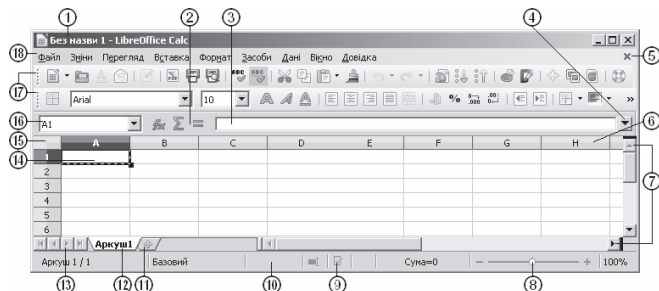 1 2 3 4
Без назви 1 - LibreOffice Calc
18 Файл Зміни Перегляд Вставка Формат Засоби Дані Вікно Довідка 5
17 Arial 10
16 A1 6
15 A B C D E F G H
14 1 7
2
3
4
5
6
Аркуш1
Аркуш 1 / 1 Базовий Сума=0 100%
13 12 11 10 9 8